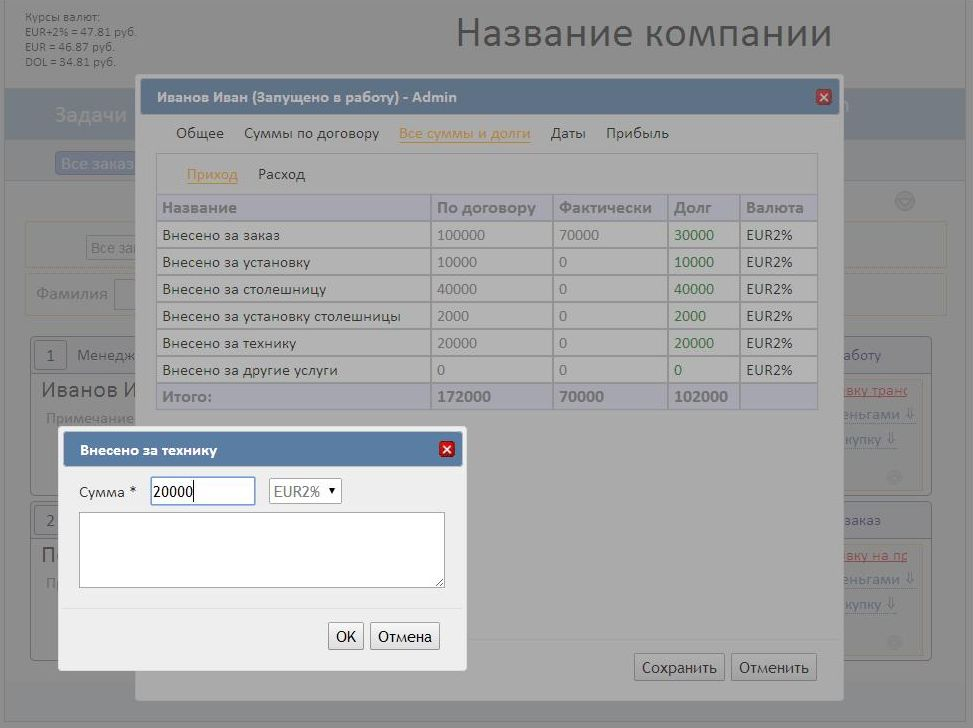 Курсы валют:
EUR+2% = 47.81 руб.
EUR = 46.87 руб.
DOL = 34.81 руб.
Название компании
Задачи
Все заказ
Все за
Фамилия
Иванов Иван (Запущено в работу) - Admin
Общее Суммы по договору Все суммы и долги Даты Прибыль
Приход Расход
Название По договору Фактически Долг Валюта
Внесено за заказ 100000 70000 30000 EUR2%
Внесено за установку 10000 0 10000 EUR2%
Внесено за столешницу 40000 0 40000 EUR2%
Внесено за установку столешницы 2000 0 2000 EUR2%
Внесено за технику 20000 0 20000 EUR2%
Внесено за другие услуги 0 0 0 EUR2%
Итого: 172000 70000 102000
1 Менедж
аботу
Иванов И
вку транс
Примечание
еньгами ⇓
купку ⇓
Внесено за технику
Сумма * 20000 EUR2% ▼
OK Отмена
2
заказ
вку на пр
еньгами ⇓
купку ⇓
Сохранить Отменить